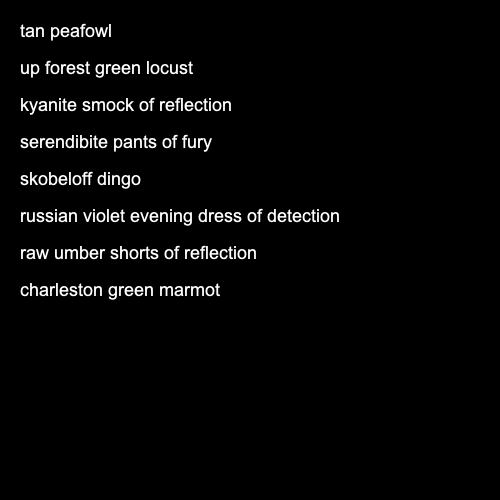 tan peafowl
up forest green locust
kyanite smock of reflection
serendibite pants of fury
skobeloff dingo
russian violet evening dress of detection
raw umber shorts of reflection
charleston green marmot